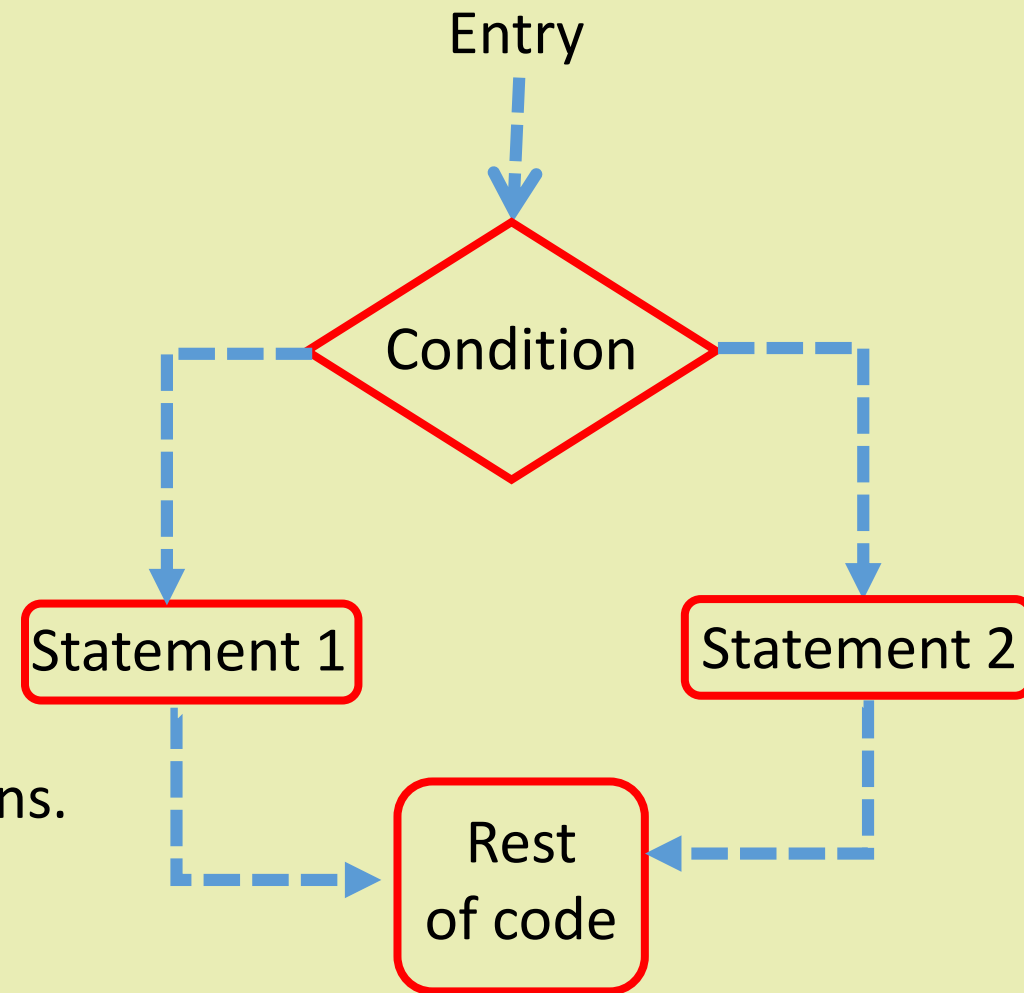 Entry
Condition
Statement 1
Statement 2
ns.
Rest
of code